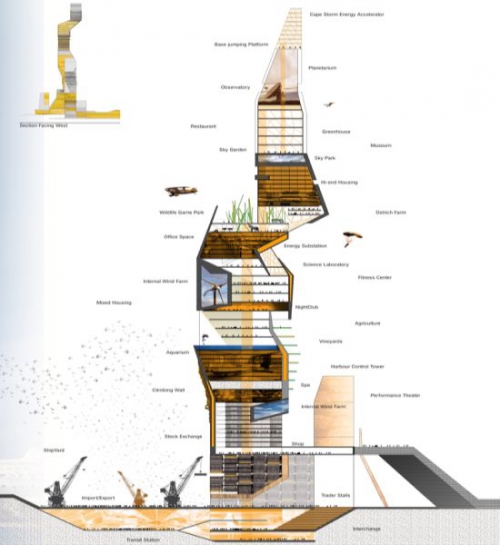 Cape Storm Energy Accelerator
Base jumping Platform
Planetarium
Observatory
Restaurant
Greenhouse
Museum
Sky Garden
Sky Park
Hi-end Housing
Wildlife Game Park
Ostrich Farm
Office Space
Energy Substation
Science Laboratory
Fitness Center
Internal Wind Farm
Mixed Housing
NightClub
Agriculture
Vineyards
Aquarium
Harbour Control Tower
Spa
Climbing Wall
Performance Theater
Internal Wind Farm
Stock Exchange
Shop
Shipyard
Import/Export
Trader Stalls
Transit Station
Interchange
Section Facing West